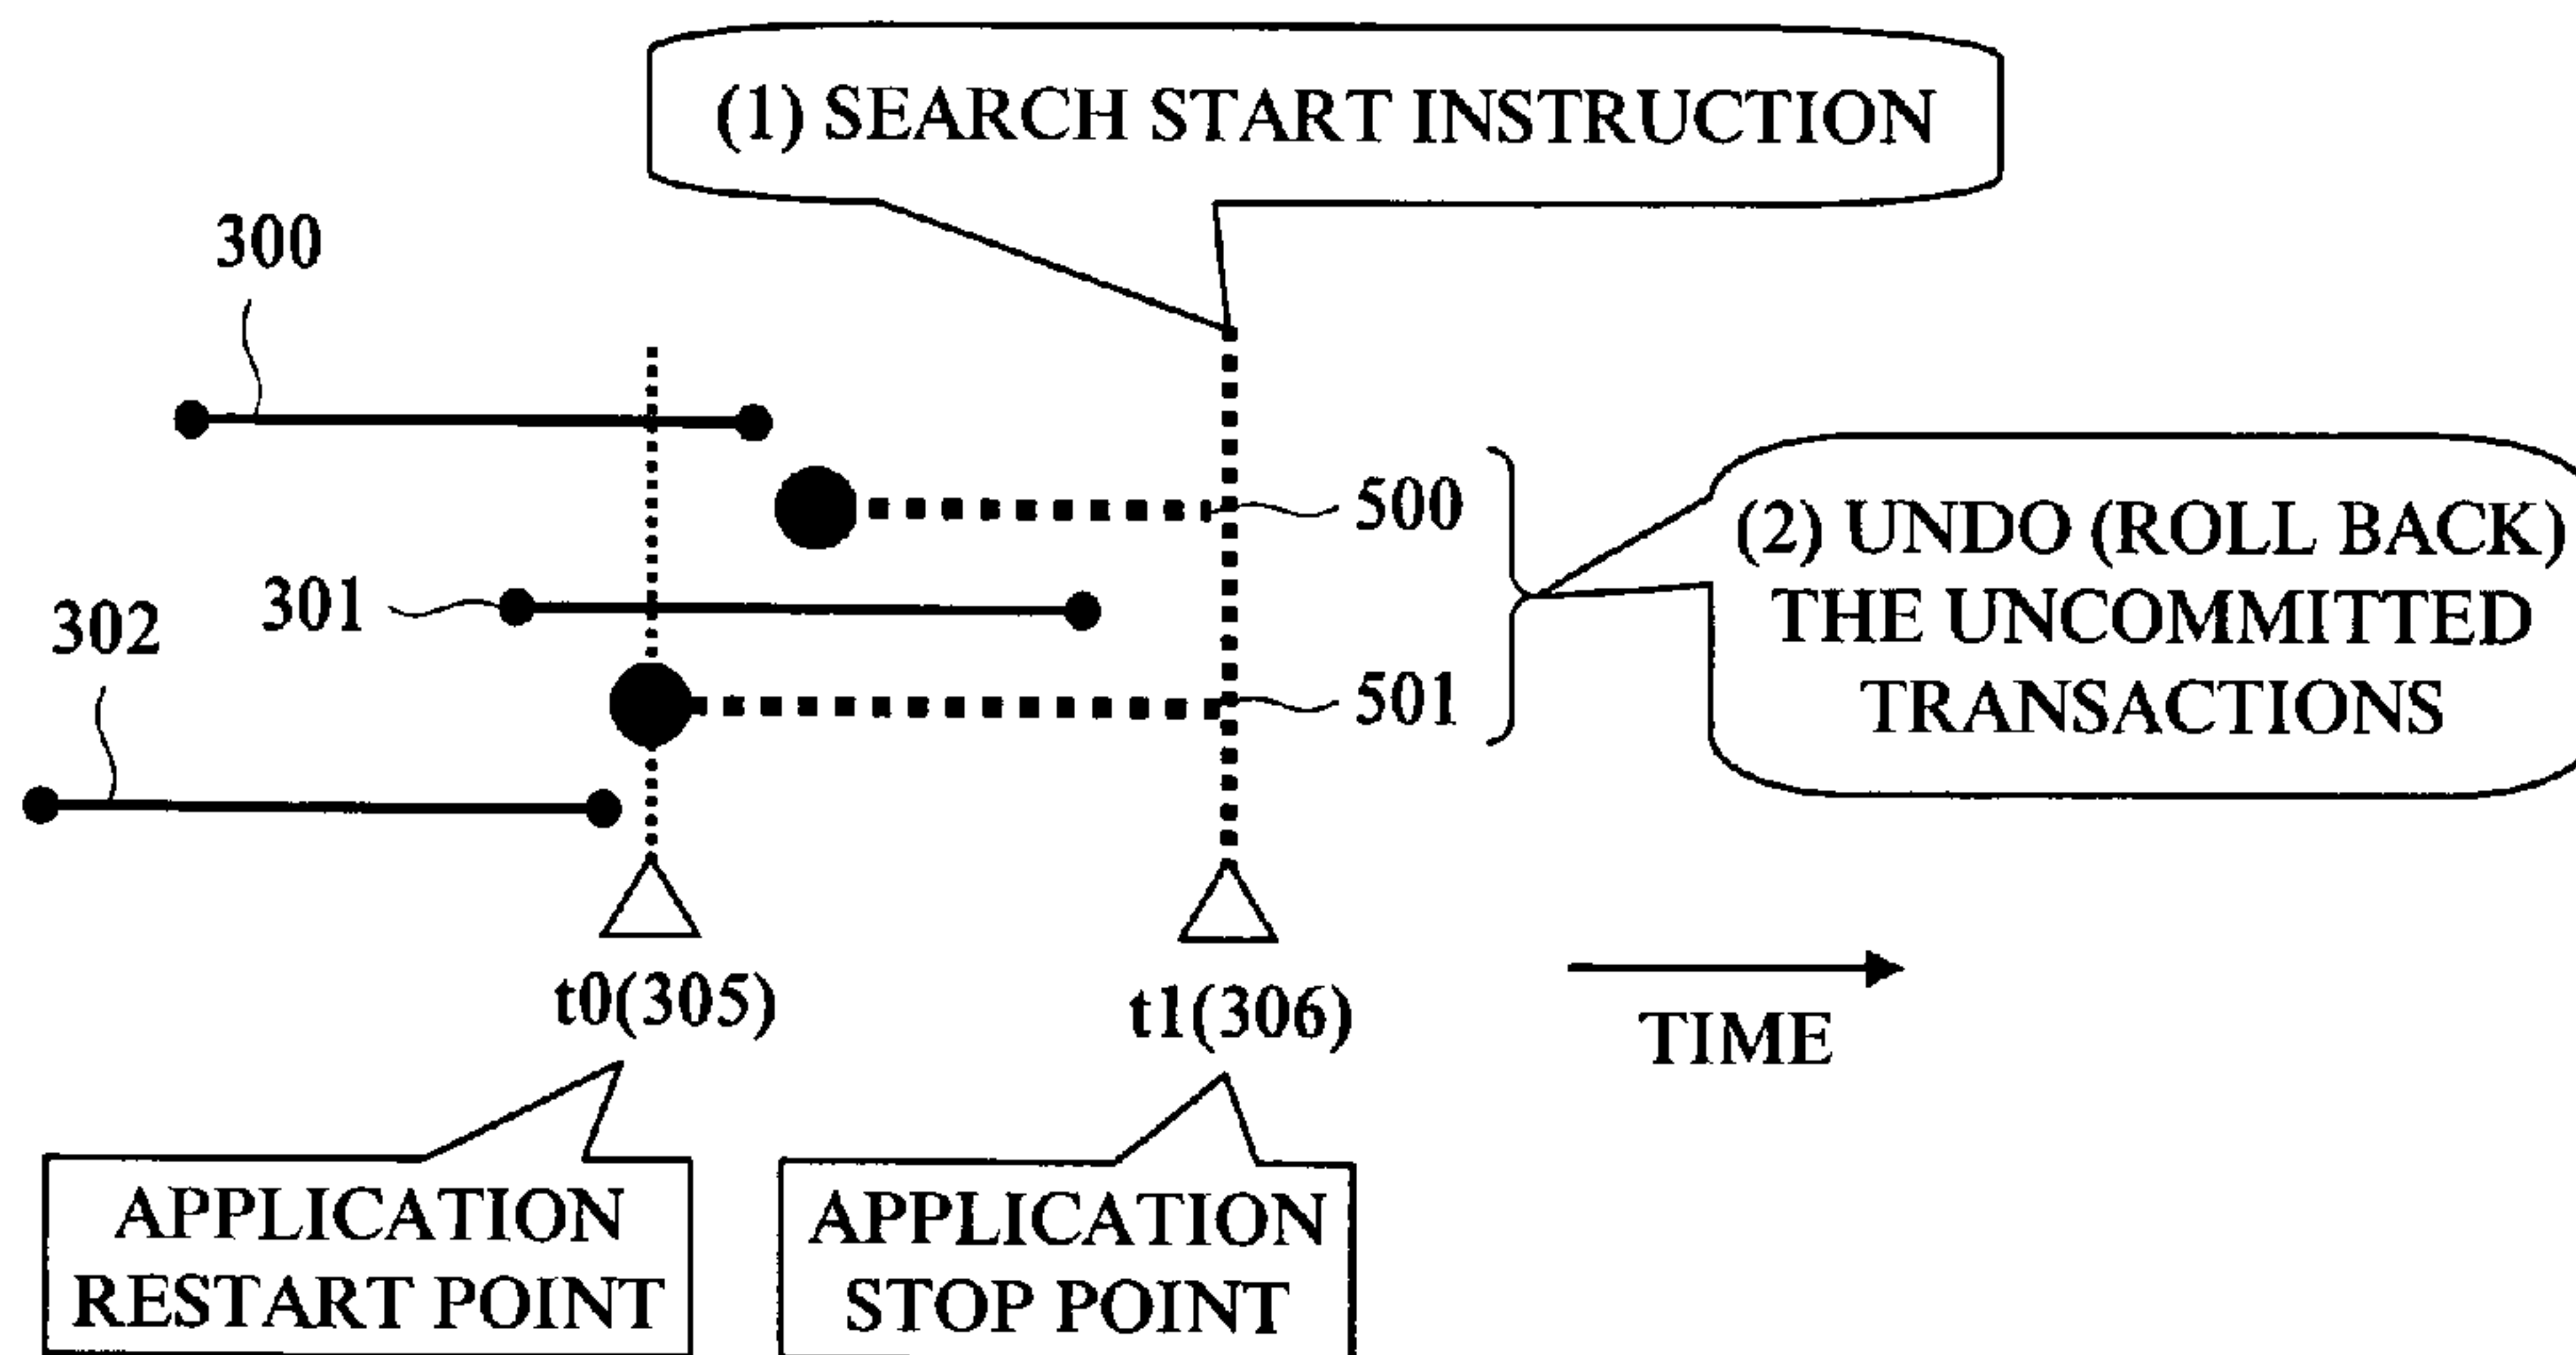 (1) SEARCH START INSTRUCTION
300
500
(2) UNDO (ROLL BACK)
THE UNCOMMITTED
TRANSACTIONS
301
302
501
t0(305)
t1(306)
TIME
APPLICATION
RESTART POINT
APPLICATION
STOP POINT